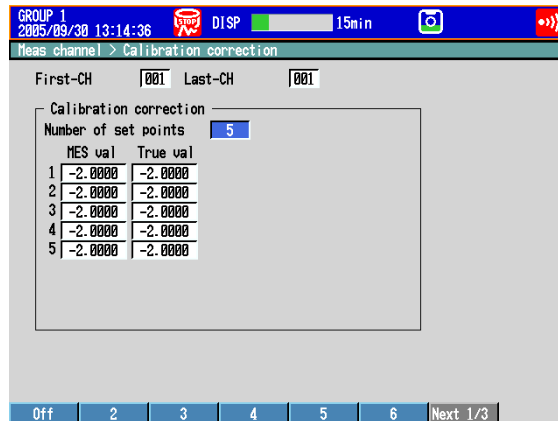 GROUP 1
2005/09/30 13:14:36 STOP DISP 15min
Meas channel > Calibration correction
First-CH 001 Last-CH 001
Calibration correction
Number of set points 5
MES val True val
1 -2.0000 -2.0000
2 -2.0000 -2.0000
3 -2.0000 -2.0000
4 -2.0000 -2.0000
5 -2.0000 -2.0000
Off 2 3 4 5 6 Next 1/3